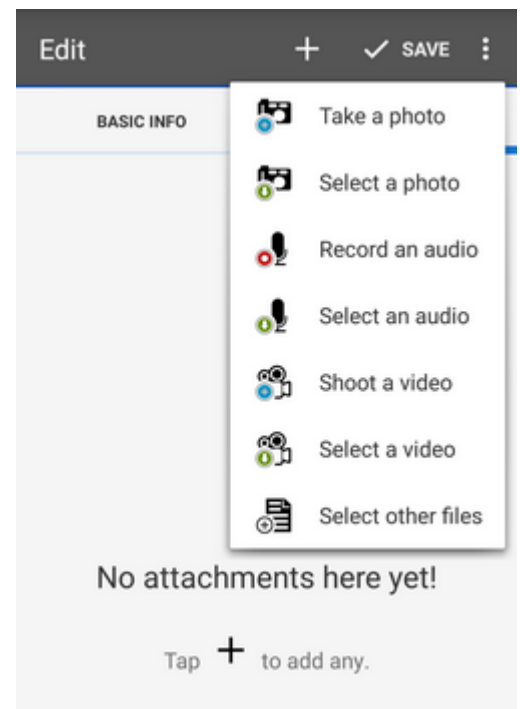 Edit + ✓ SAVE
BASIC INFO
Take a photo
Select a photo
Record an audio
Select an audio
Shoot a video
Select a video
Select other files
No attachments here yet!
Tap + to add any.